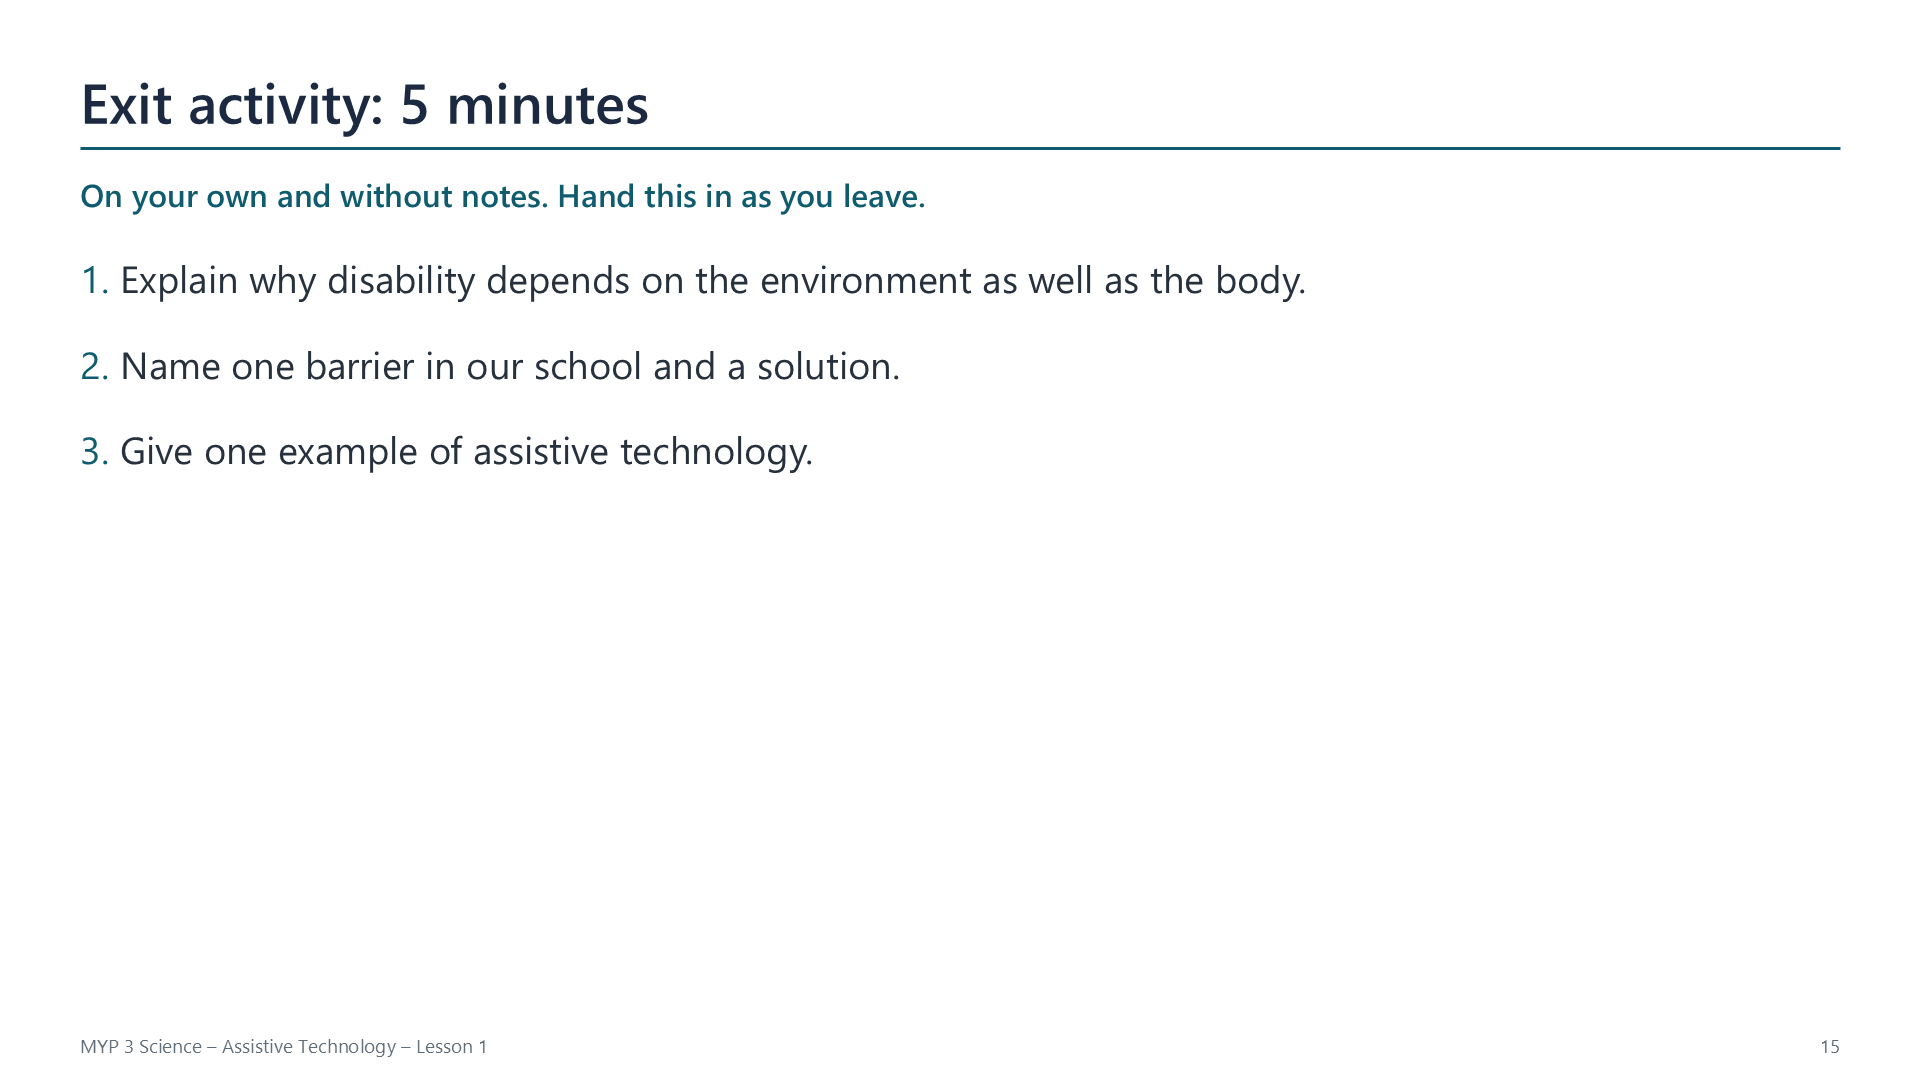 Exit activity: 5 minutes
On your own and without notes. Hand this in as you leave.
1. Explain why disability depends on the environment as well as the body.
2. Name one barrier in our school and a solution.
3. Give one example of assistive technology.
MYP 3 Science – Assistive Technology – Lesson 1
15